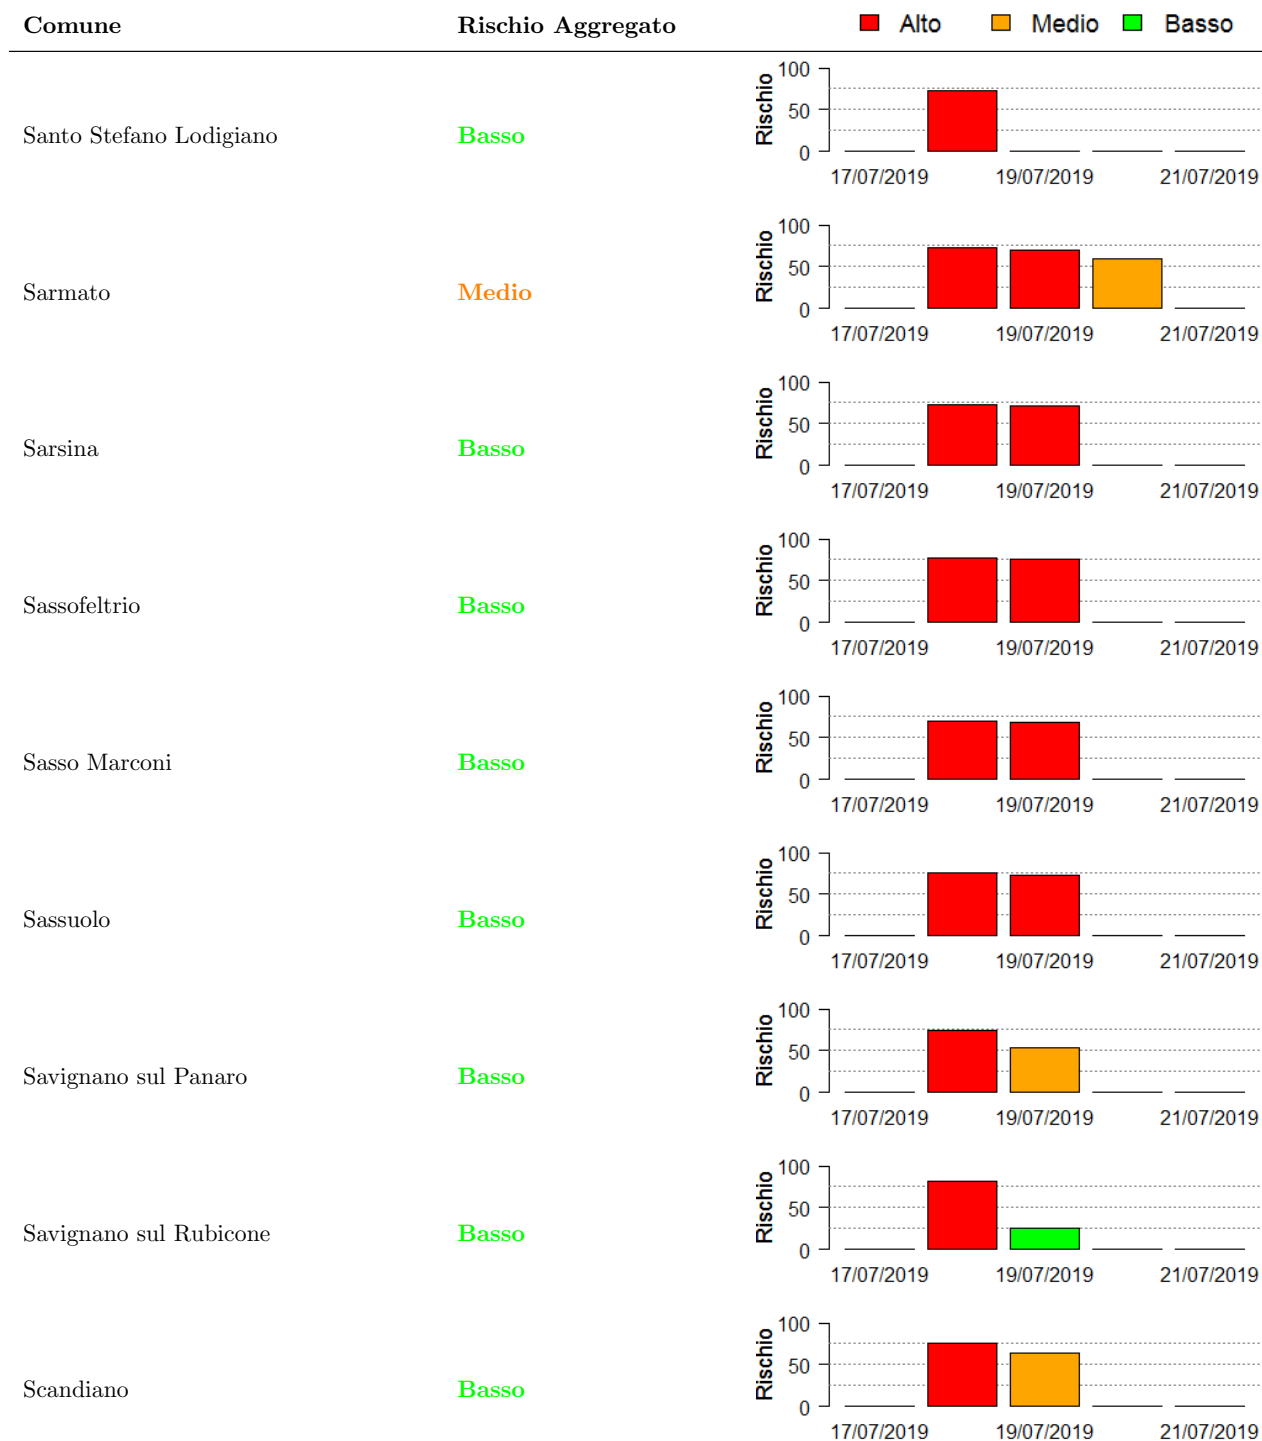 Comune Rischio Aggregato Alto Medio Basso
Santo Stefano Lodigiano Basso Rischio 100 50 0
17/07/2019 19/07/2019 21/07/2019
Sarmato Medio Rischio 100 50 0
17/07/2019 19/07/2019 21/07/2019
Sarsina Basso Rischio 100 50 0
17/07/2019 19/07/2019 21/07/2019
Sassofeltrio Basso Rischio 100 50 0
17/07/2019 19/07/2019 21/07/2019
Sasso Marconi Basso Rischio 100 50 0
17/07/2019 19/07/2019 21/07/2019
Sassuolo Basso Rischio 100 50 0
17/07/2019 19/07/2019 21/07/2019
Savignano sul Panaro Basso Rischio 100 50 0
17/07/2019 19/07/2019 21/07/2019
Savignano sul Rubicone Basso Rischio 100 50 0
17/07/2019 19/07/2019 21/07/2019
Scandiano Basso Rischio 100 50 0
17/07/2019 19/07/2019 21/07/2019